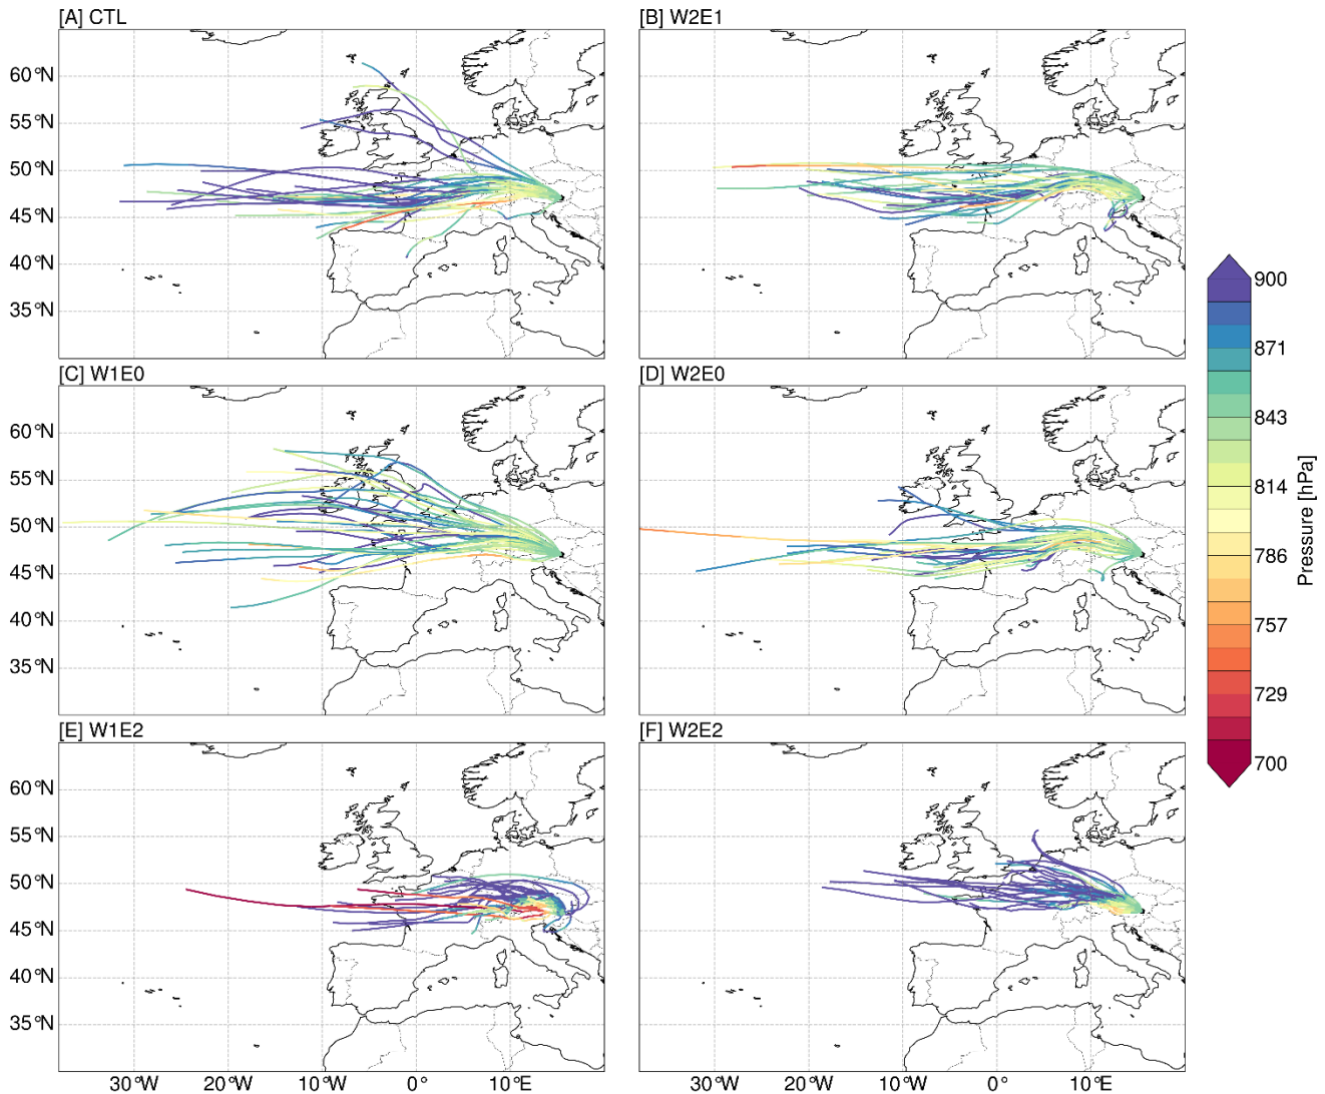 [A] CTL
[B] W2E1
60°N
55°N
50°N
45°N
40°N
35°N
[C] W1E0
[D] W2E0
60°N
55°N
50°N
45°N
40°N
35°N
[E] W1E2
[F] W2E2
60°N
55°N
50°N
45°N
40°N
35°N
30°W 20°W 10°W 0° 10°E
30°W 20°W 10°W 0° 10°E
900
871
843
814
786
757
729
700
Pressure [hPa]